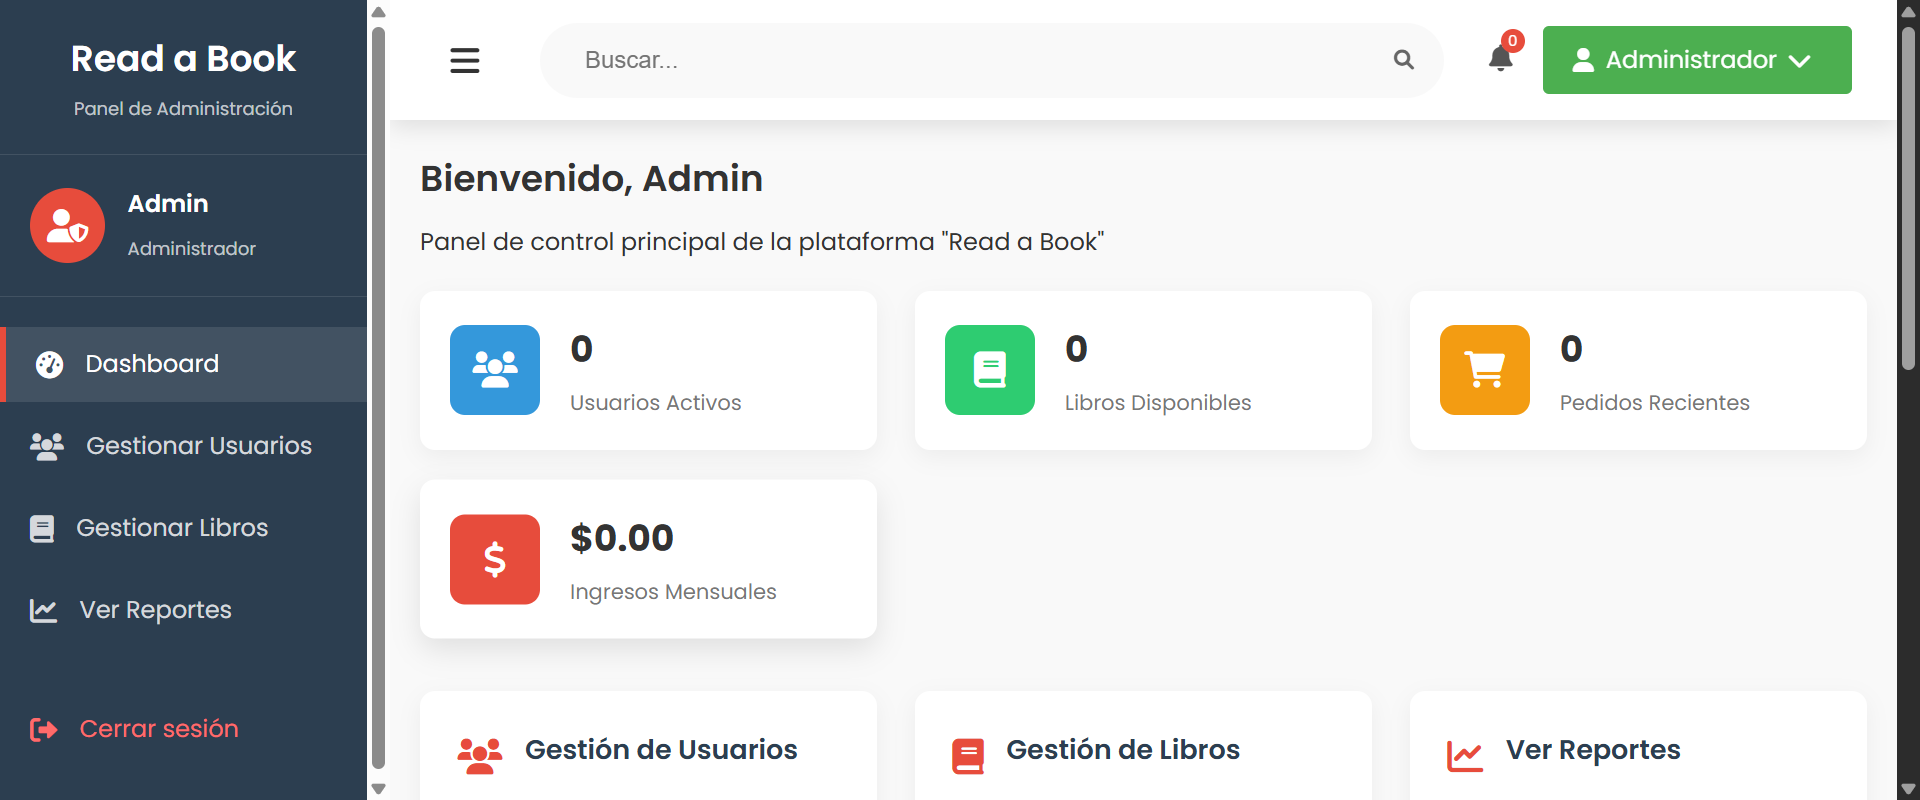 Read a Book
Panel de Administración
Admin
Administrador
Dashboard
Gestionar Usuarios
Gestionar Libros
Ver Reportes
Cerrar sesión
Buscar...
0
Administrador
Bienvenido, Admin
Panel de control principal de la plataforma "Read a Book"
0
Usuarios Activos
0
Libros Disponibles
0
Pedidos Recientes
$0.00
Ingresos Mensuales
Gestión de Usuarios
Gestión de Libros
Ver Reportes